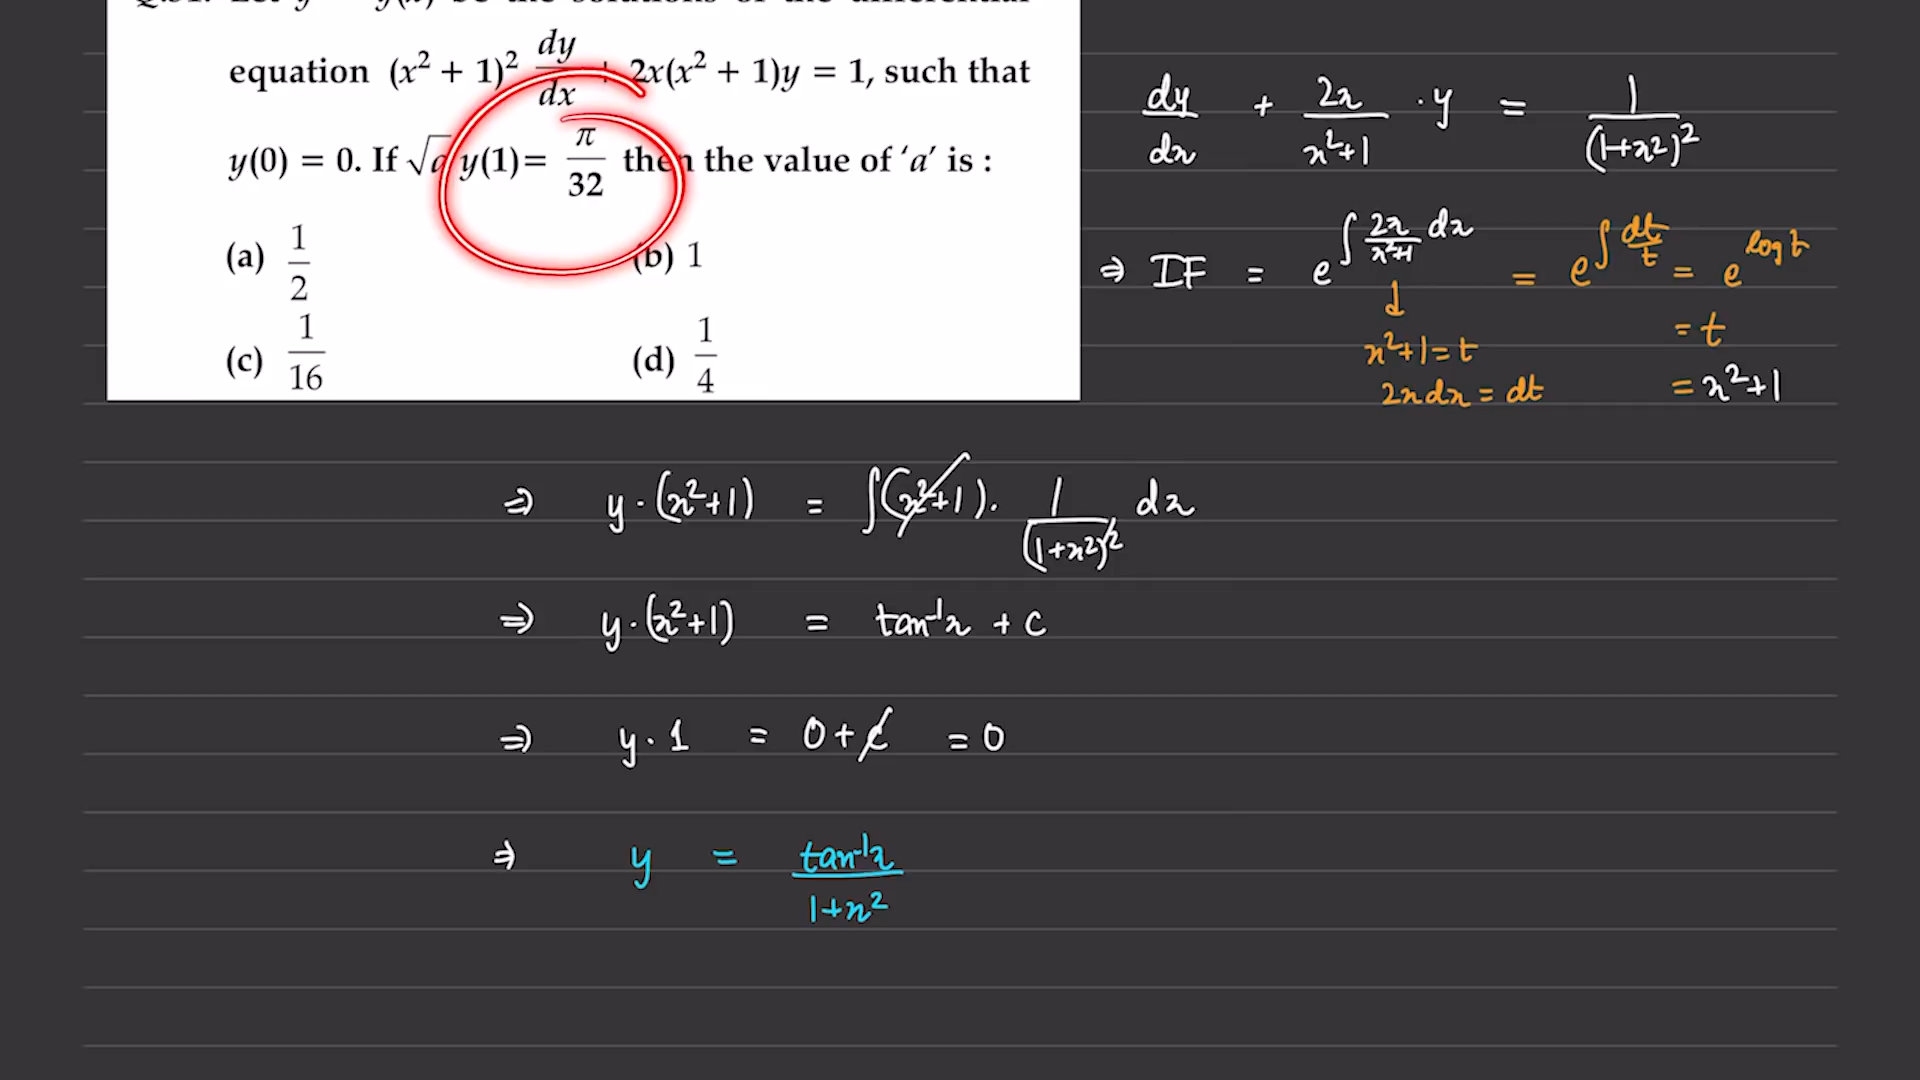 equation (x² + 1)² dy/dx + 2x(x² + 1)y = 1, such that
y(0) = 0. If √a y(1) = π/32 then the value of ‘a’ is :
(a) 1/2 (b) 1
(c) 1/16 (d) 1/4
dy/dx + 2x/(x²+1) · y = 1/(1+x²)²
⇒ IF = e^∫ 2x/(x²+1) dx = e^∫ dt/t = e^log t
↓
= t
x²+1 = t
2x dx = dt
= x²+1
⇒ y · (x²+1) = ∫(x²+1) · 1/(1+x²)² dx
⇒ y · (x²+1) = tan⁻¹x + c
⇒ y · 1 = 0 + c = 0
⇒ y = tan⁻¹x/(1+x²)